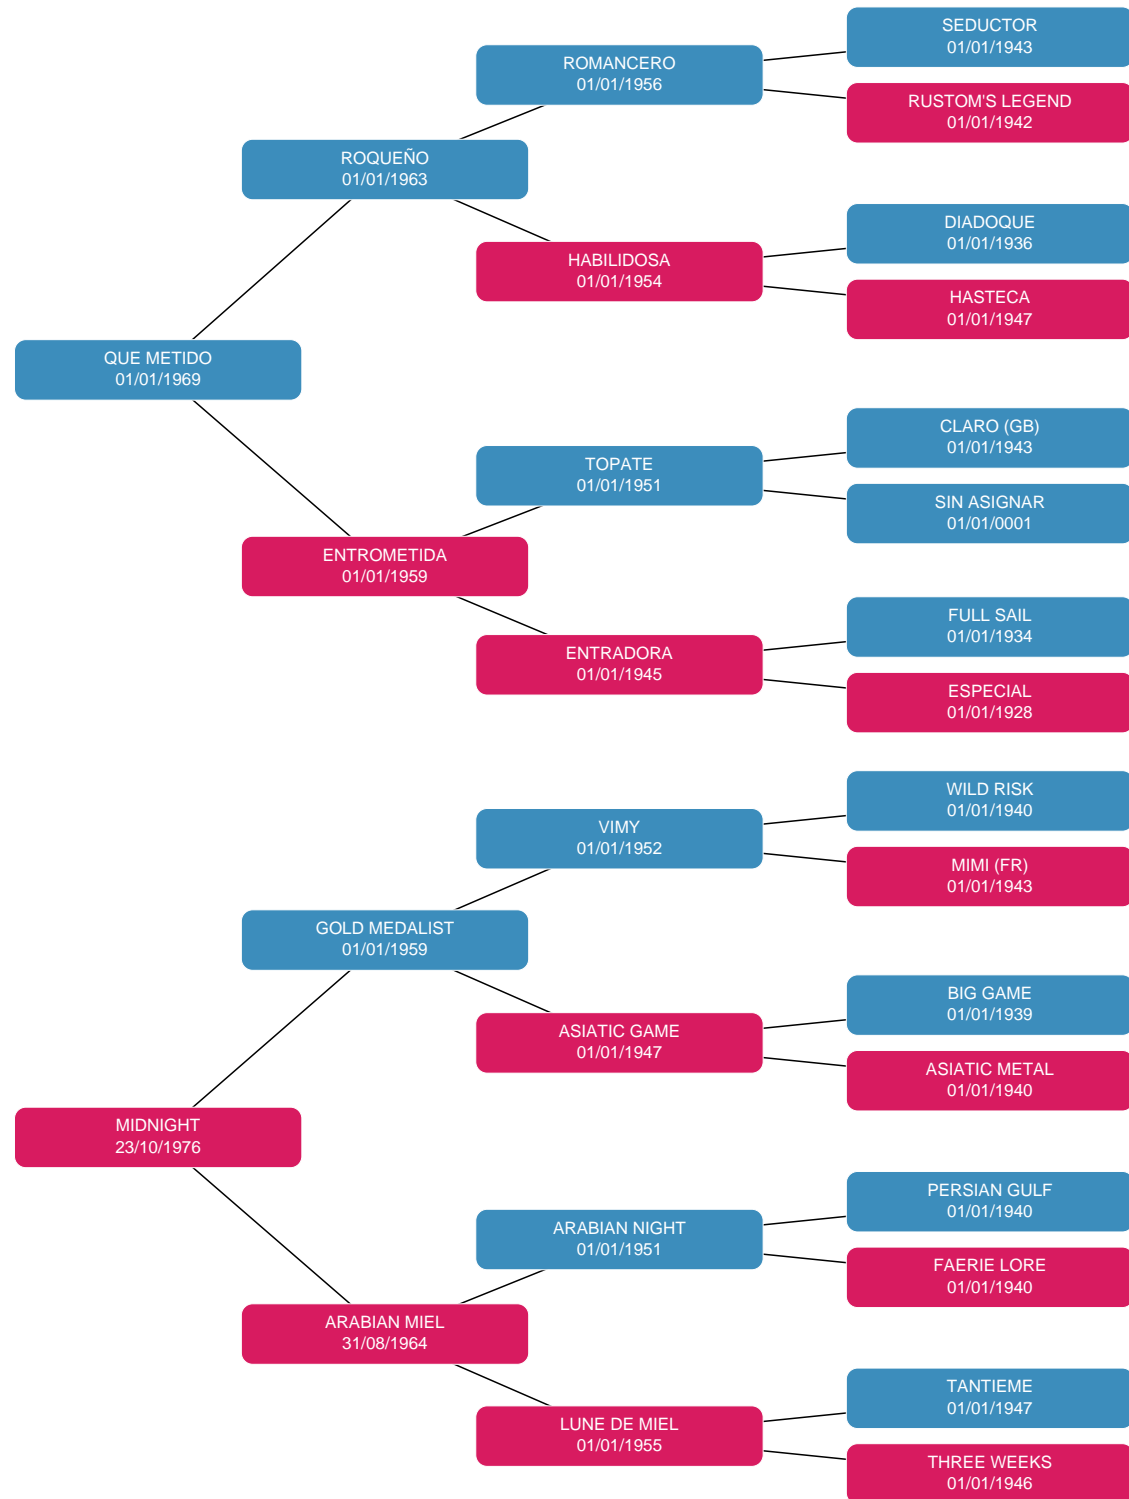 SEDUCTOR
01/01/1943
ROMANCERO
01/01/1956
RUSTOM'S LEGEND
01/01/1942
ROQUEÑO
01/01/1963
DIADOQUE
01/01/1936
HABILIDOSA
01/01/1954
HASTECA
01/01/1947
QUE METIDO
01/01/1969
CLARO (GB)
01/01/1943
TOPATE
01/01/1951
SIN ASIGNAR
01/01/0001
ENTROMETIDA
01/01/1959
FULL SAIL
01/01/1934
ENTRADORA
01/01/1945
ESPECIAL
01/01/1928
WILD RISK
01/01/1940
VIMY
01/01/1952
MIMI (FR)
01/01/1943
GOLD MEDALIST
01/01/1959
BIG GAME
01/01/1939
ASIATIC GAME
01/01/1947
ASIATIC METAL
01/01/1940
MIDNIGHT
23/10/1976
PERSIAN GULF
01/01/1940
ARABIAN NIGHT
01/01/1951
FAERIE LORE
01/01/1940
ARABIAN MIEL
31/08/1964
TANTIEME
01/01/1947
LUNE DE MIEL
01/01/1955
THREE WEEKS
01/01/1946